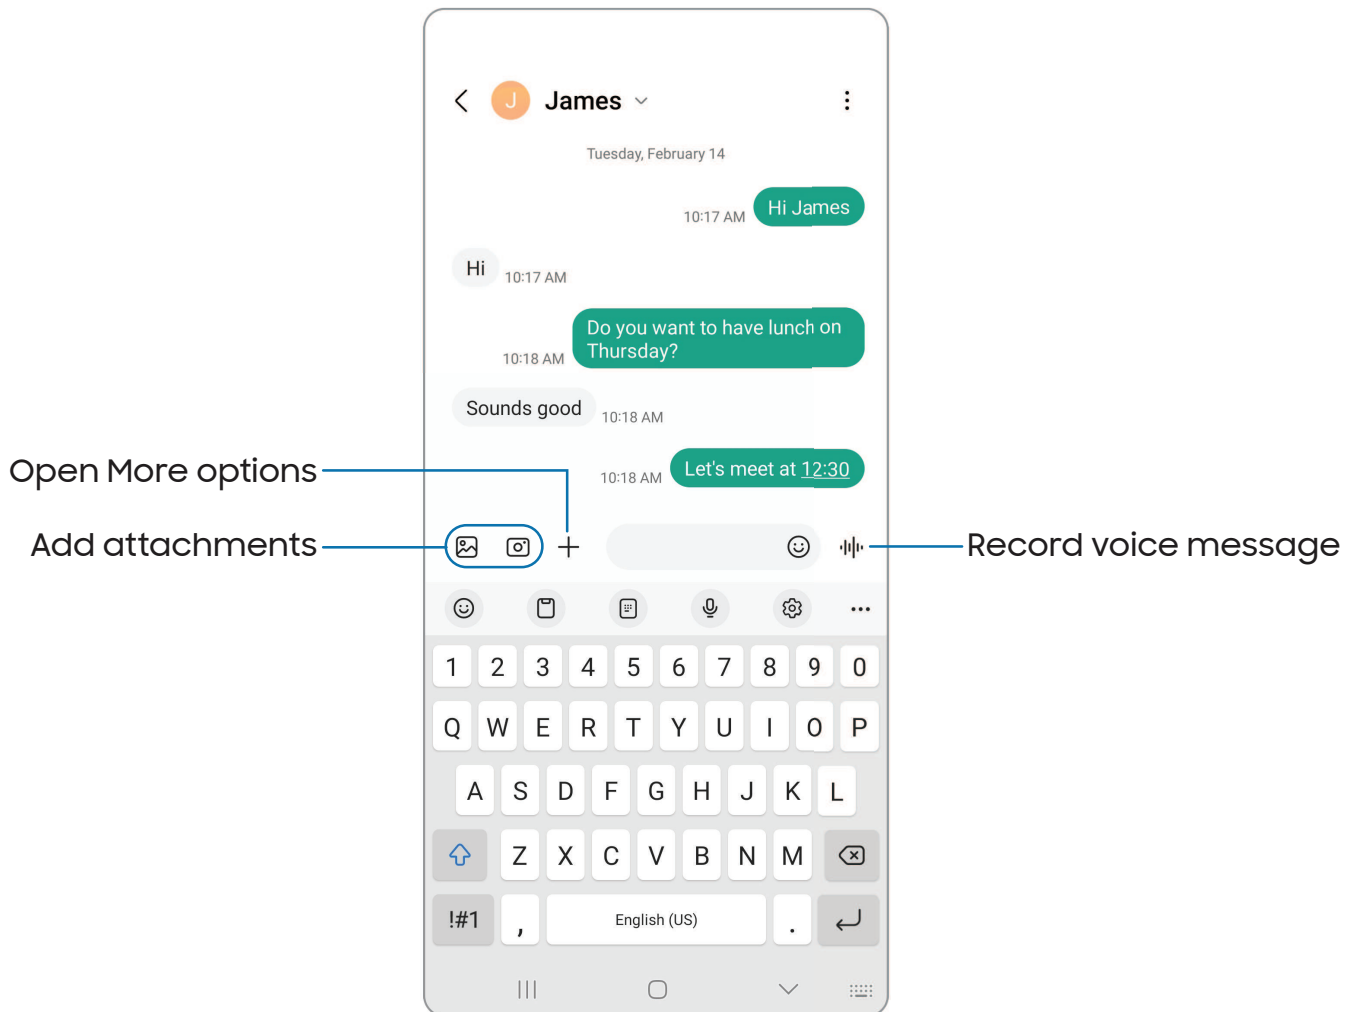 J James
Tuesday, February 14
10:17 AM Hi James
Hi 10:17 AM
Do you want to have lunch on
10:18 AM Thursday?
Sounds good 10:18 AM
Open More options
10:18 AM Let's meet at 12:30
Add attachments
Record voice message
1 2 3 4 5 6 7 8 9 0
Q W E R T Y U I O P
A S D F G H J K L
Z X C V B N M
!#1 , English (US) .